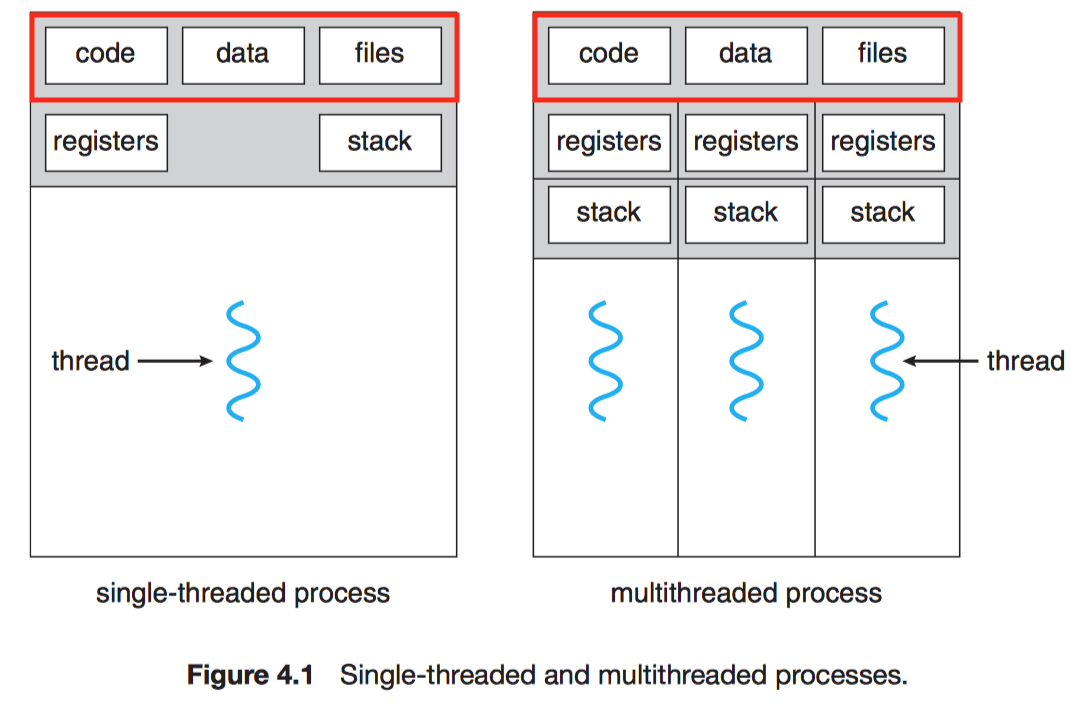 code data files code data files
registers stack registers registers registers
stack stack stack
thread thread
single-threaded process multithreaded process
Figure 4.1 Single-threaded and multithreaded processes.